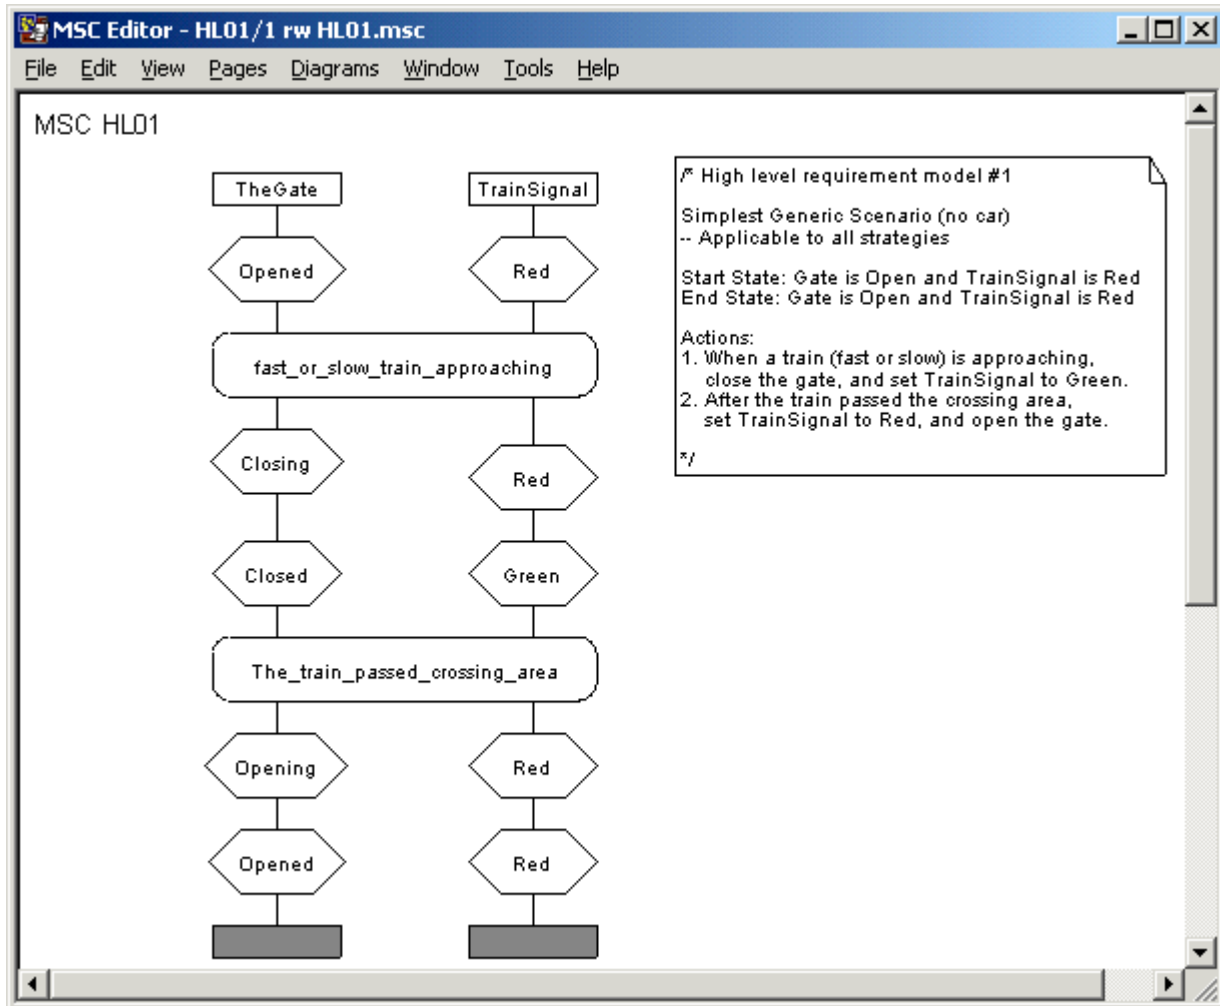 MSC Editor - HL01/1 rw HL01.msc
File Edit View Pages Diagrams Window Tools Help
MSC HL01
TheGate
TrainSignal
Opened
Red
fast_or_slow_train_approaching
Closing
Red
Closed
Green
The_train_passed_crossing_area
Opening
Red
Opened
Red
/* High level requirement model #1
Simplest Generic Scenario (no car)
-- Applicable to all strategies
Start State: Gate is Open and TrainSignal is Red
End State: Gate is Open and TrainSignal is Red
Actions:
1. When a train (fast or slow) is approaching,
close the gate, and set TrainSignal to Green.
2. After the train passed the crossing area,
set TrainSignal to Red, and open the gate.
*/